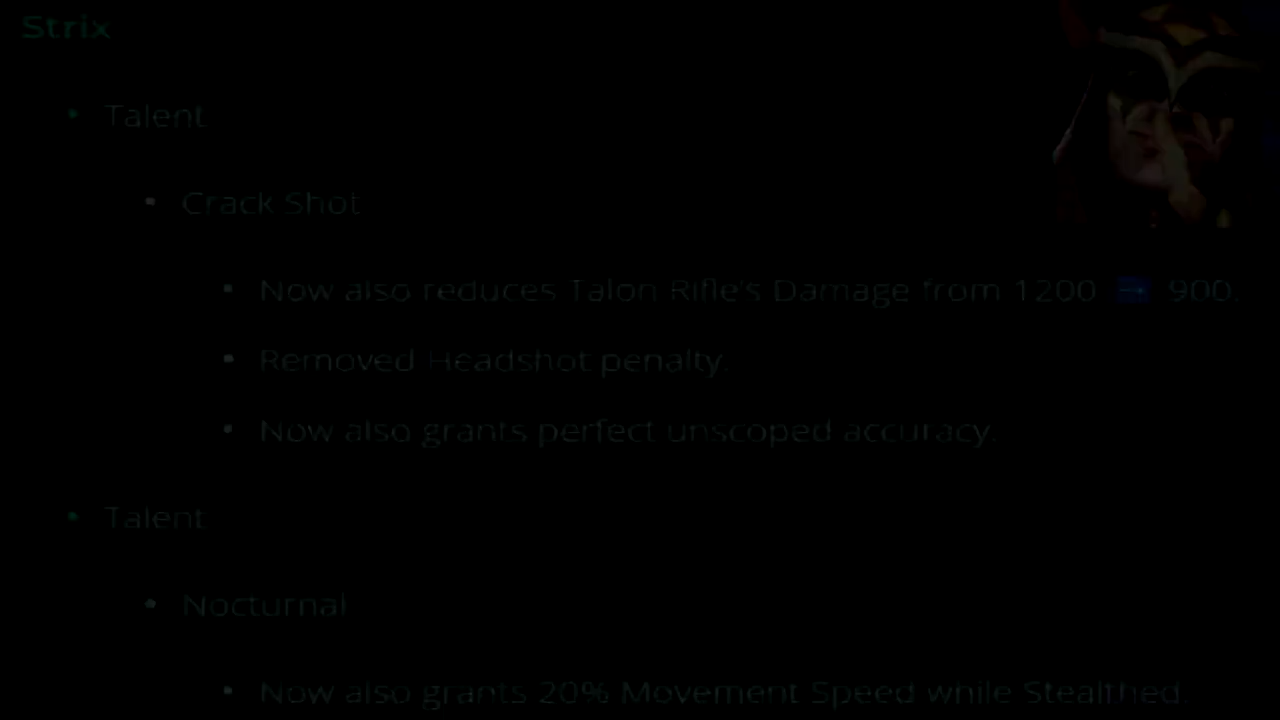 Strix
• Talent
• Crack Shot
▪ Now also reduces Talon Rifle's Damage from 1200 ➡ 900.
▪ Removed Headshot penalty.
▪ Now also grants perfect unscoped accuracy.
• Talent
• Nocturnal
▪ Now also grants 20% Movement Speed while Stealthed.